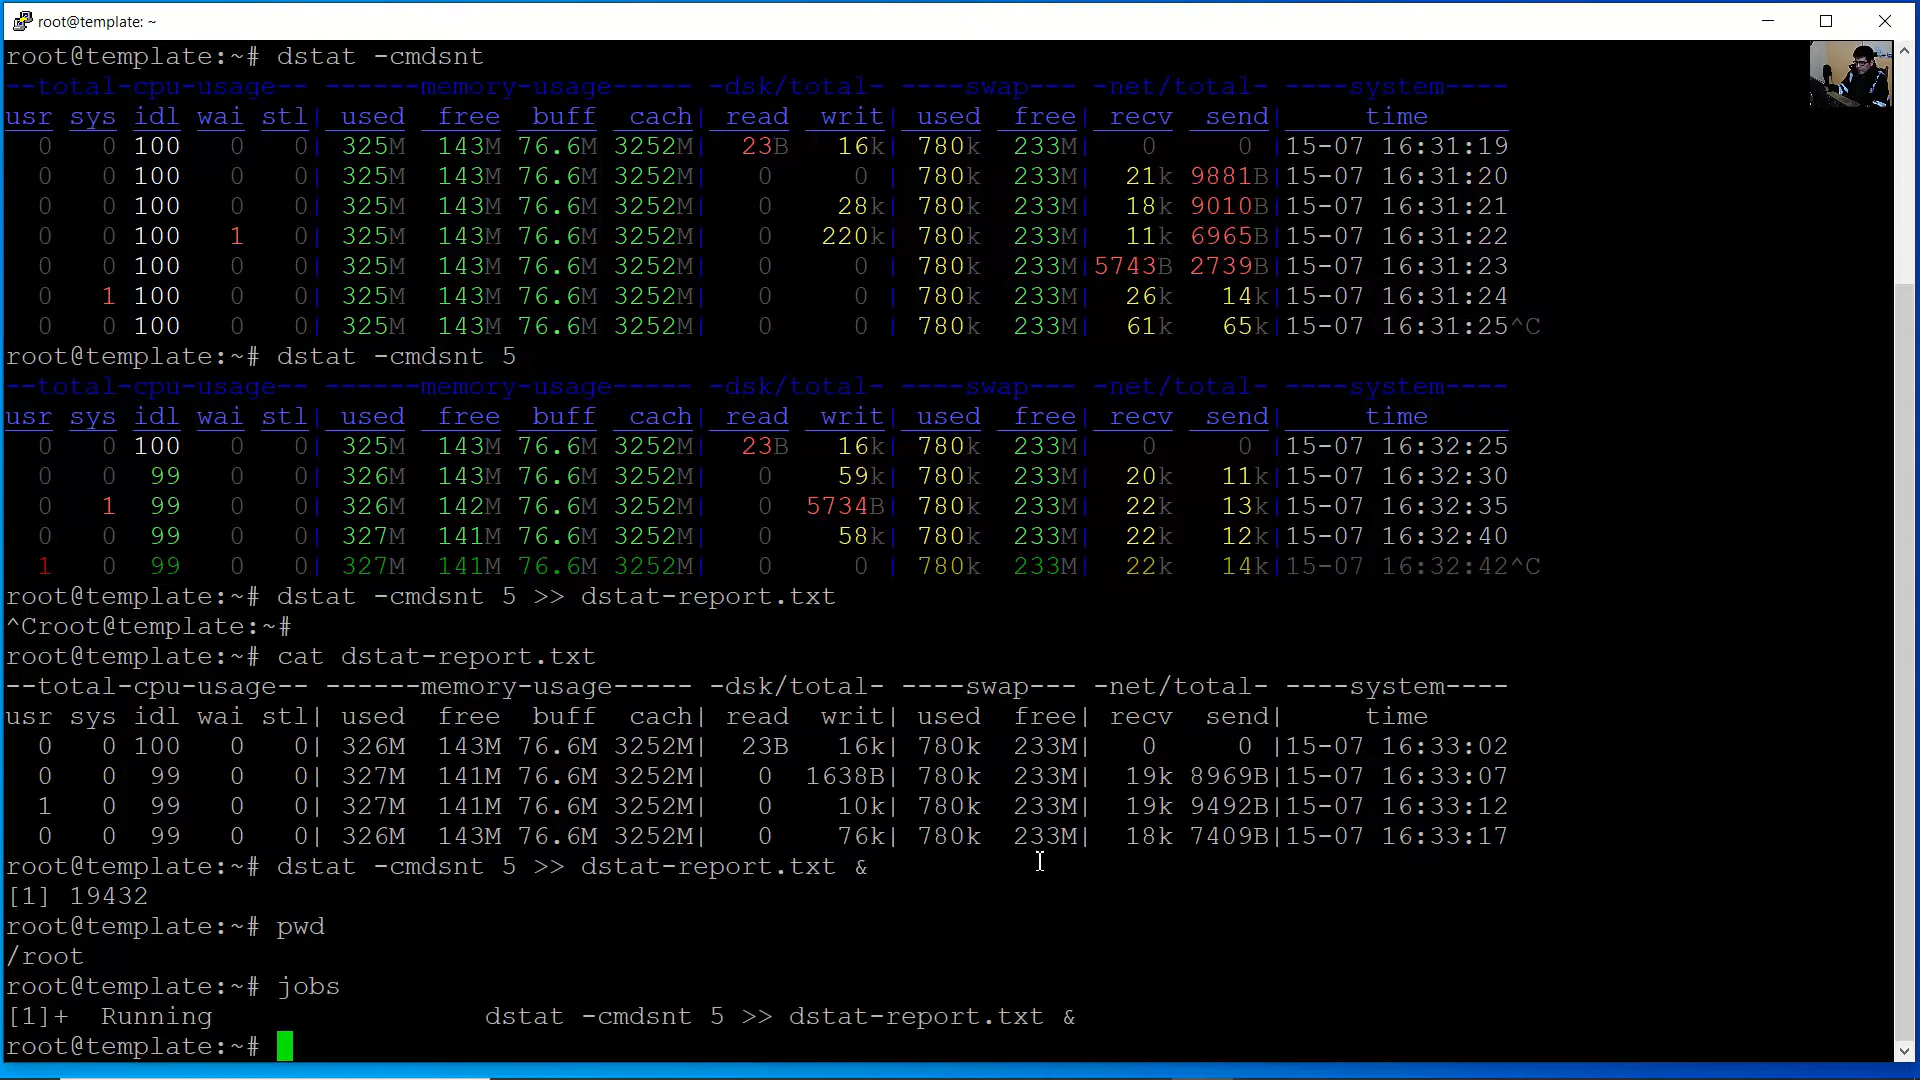 root@template: ~
root@template:~# dstat -cmdsnt
--total-cpu-usage-- ------memory-usage----- -dsk/total- ----swap--- -net/total- ----system----
usr sys idl wai stl| used free buff cach| read writ| used free| recv send| time
0 0 100 0 0| 325M 143M 76.6M 3252M| 23B 16k| 780k 233M| 0 0 |15-07 16:31:19
0 0 100 0 0| 325M 143M 76.6M 3252M| 0 0 | 780k 233M| 21k 9881B|15-07 16:31:20
0 0 100 0 0| 325M 143M 76.6M 3252M| 0 28k| 780k 233M| 18k 9010B|15-07 16:31:21
0 0 100 1 0| 325M 143M 76.6M 3252M| 0 220k| 780k 233M| 11k 6965B|15-07 16:31:22
0 0 100 0 0| 325M 143M 76.6M 3252M| 0 0 | 780k 233M|5743B 2739B|15-07 16:31:23
0 1 100 0 0| 325M 143M 76.6M 3252M| 0 0 | 780k 233M| 26k 14k|15-07 16:31:24
0 0 100 0 0| 325M 143M 76.6M 3252M| 0 0 | 780k 233M| 61k 65k|15-07 16:31:25^C
root@template:~# dstat -cmdsnt 5
--total-cpu-usage-- ------memory-usage----- -dsk/total- ----swap--- -net/total- ----system----
usr sys idl wai stl| used free buff cach| read writ| used free| recv send| time
0 0 100 0 0| 325M 143M 76.6M 3252M| 23B 16k| 780k 233M| 0 0 |15-07 16:32:25
0 0 99 0 0| 326M 143M 76.6M 3252M| 0 59k| 780k 233M| 20k 11k|15-07 16:32:30
0 1 99 0 0| 326M 142M 76.6M 3252M| 0 5734B| 780k 233M| 22k 13k|15-07 16:32:35
0 0 99 0 0| 327M 141M 76.6M 3252M| 0 58k| 780k 233M| 22k 12k|15-07 16:32:40
1 0 99 0 0| 327M 141M 76.6M 3252M| 0 0 | 780k 233M| 22k 14k|15-07 16:32:42^C
root@template:~# dstat -cmdsnt 5 >> dstat-report.txt
^Croot@template:~#
root@template:~# cat dstat-report.txt
--total-cpu-usage-- ------memory-usage----- -dsk/total- ----swap--- -net/total- ----system----
usr sys idl wai stl| used free buff cach| read writ| used free| recv send| time
0 0 100 0 0| 326M 143M 76.6M 3252M| 23B 16k| 780k 233M| 0 0 |15-07 16:33:02
0 0 99 0 0| 327M 141M 76.6M 3252M| 0 1638B| 780k 233M| 19k 8969B|15-07 16:33:07
1 0 99 0 0| 327M 141M 76.6M 3252M| 0 10k| 780k 233M| 19k 9492B|15-07 16:33:12
0 0 99 0 0| 326M 143M 76.6M 3252M| 0 76k| 780k 233M| 18k 7409B|15-07 16:33:17
root@template:~# dstat -cmdsnt 5 >> dstat-report.txt &
[1] 19432
root@template:~# pwd
/root
root@template:~# jobs
[1]+ Running dstat -cmdsnt 5 >> dstat-report.txt &
root@template:~#